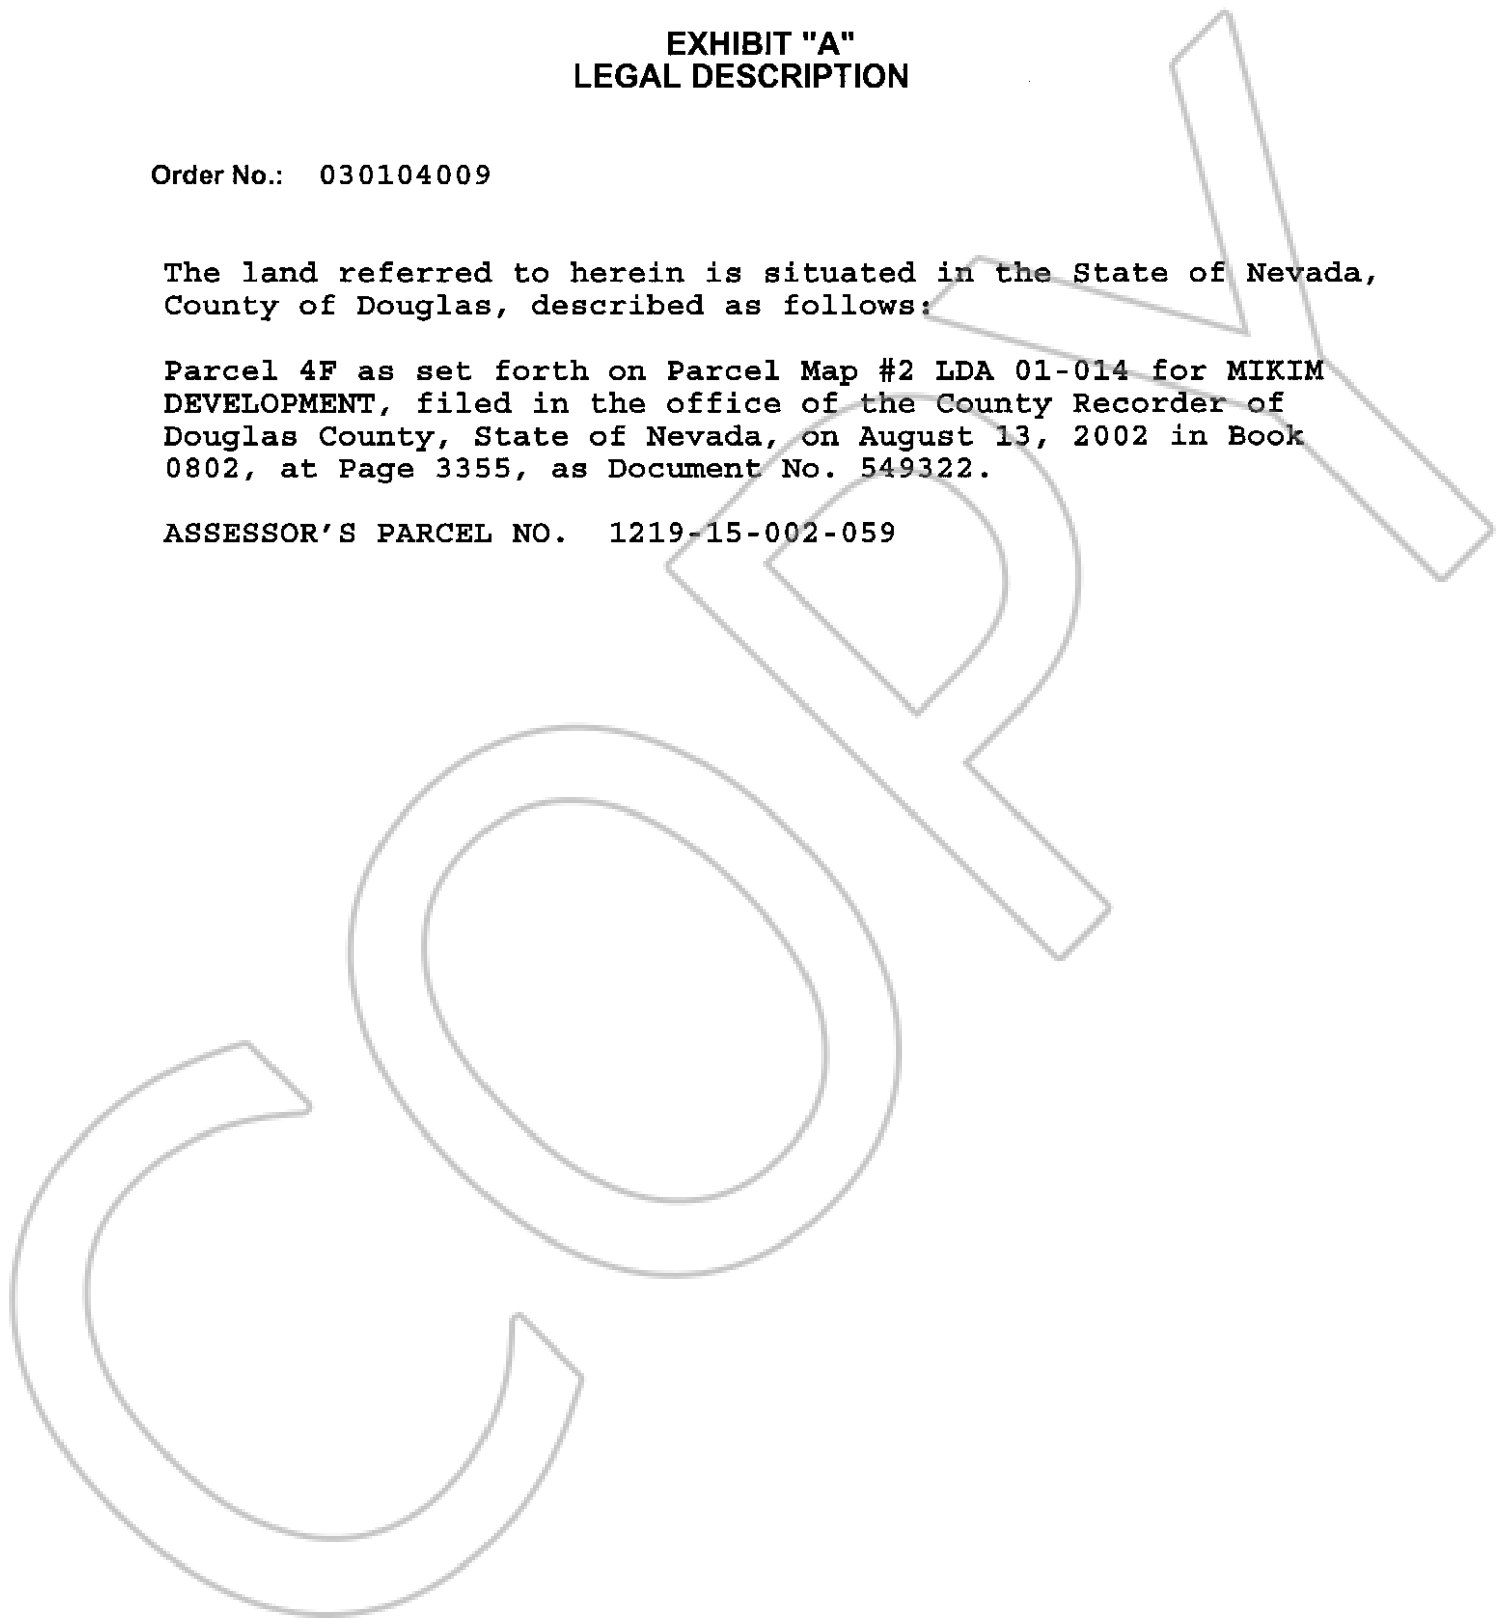 EXHIBIT "A"
LEGAL DESCRIPTION
Order No.: 030104009
The land referred to herein is situated in the State of Nevada,
County of Douglas, described as follows:
Parcel 4F as set forth on Parcel Map #2 LDA 01-014 for MIKIM
DEVELOPMENT, filed in the office of the County Recorder of
Douglas County, State of Nevada, on August 13, 2002 in Book
0802, at Page 3355, as Document No. 549322.
ASSESSOR'S PARCEL NO. 1219-15-002-059
COPY